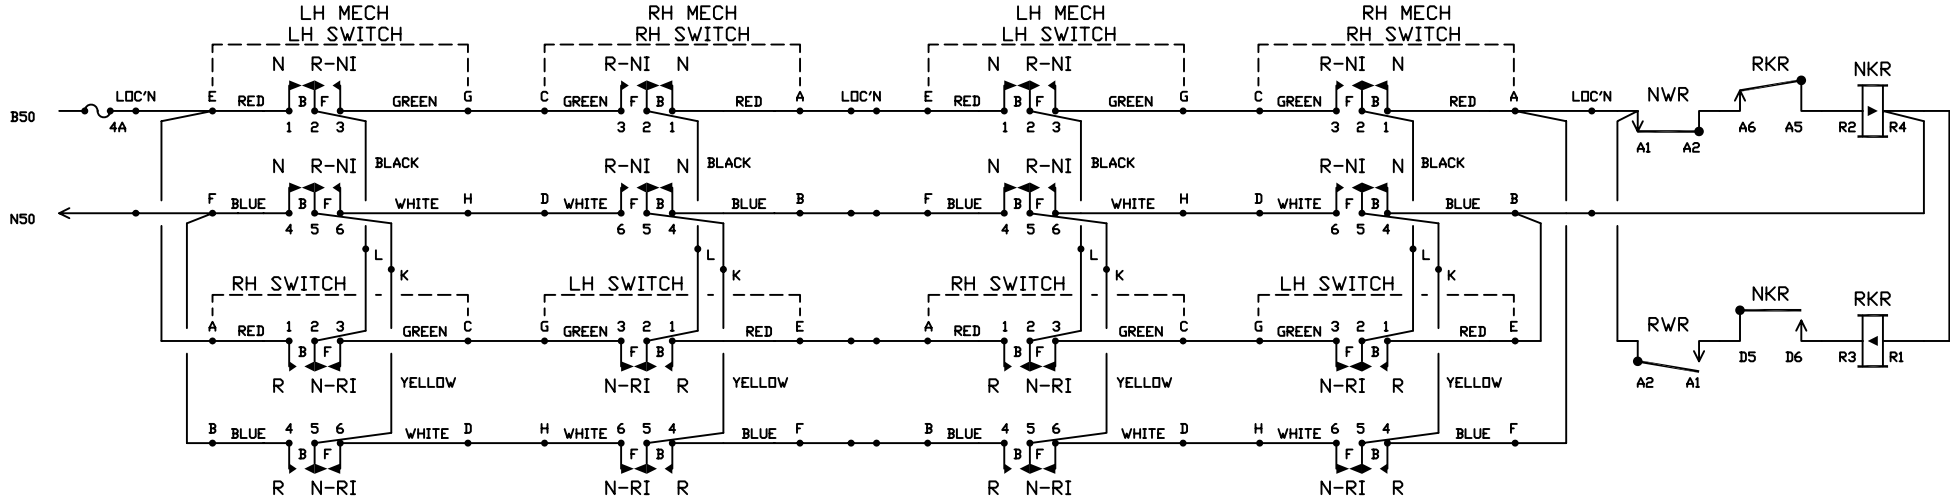 LH MECH RH MECH LH MECH RH MECH
LH SWITCH RH SWITCH LH SWITCH RH SWITCH
N R-NI R-NI N N R-NI R-NI N RKR NKR
NWR
B50 LOC'N E RED B F GREEN G C GREEN F B RED A LOC'N E RED B F GREEN G C GREEN F B RED A LOC'N
4A 1 2 3 3 2 1 1 2 3 3 2 1 A1 A2 A6 A5 R2 R4
N R-NI BLACK R-NI N BLACK N R-NI BLACK R-NI N BLACK
N50 F BLUE B F WHITE H D WHITE F B BLUE B F BLUE B F WHITE H D WHITE F B BLUE B
4 5 6 6 5 4 4 5 6 6 5 4
L L L L
K K K K
RH SWITCH LH SWITCH RH SWITCH LH SWITCH NKR RKR
A RED 1 2 3 GREEN C G GREEN 3 2 1 RED E A RED 1 2 3 GREEN C G GREEN 3 2 1 RED E RWR
B F F B B F F B D5 D6 R3 R1
R N-RI YELLOW N-RI R YELLOW R N-RI YELLOW N-RI R YELLOW A2 A1
B BLUE 4 5 6 WHITE D H WHITE 6 5 4 BLUE F B BLUE 4 5 6 WHITE D H WHITE 6 5 4 BLUE F
B F F B B F F B
R N-RI N-RI R R N-RI N-RI R